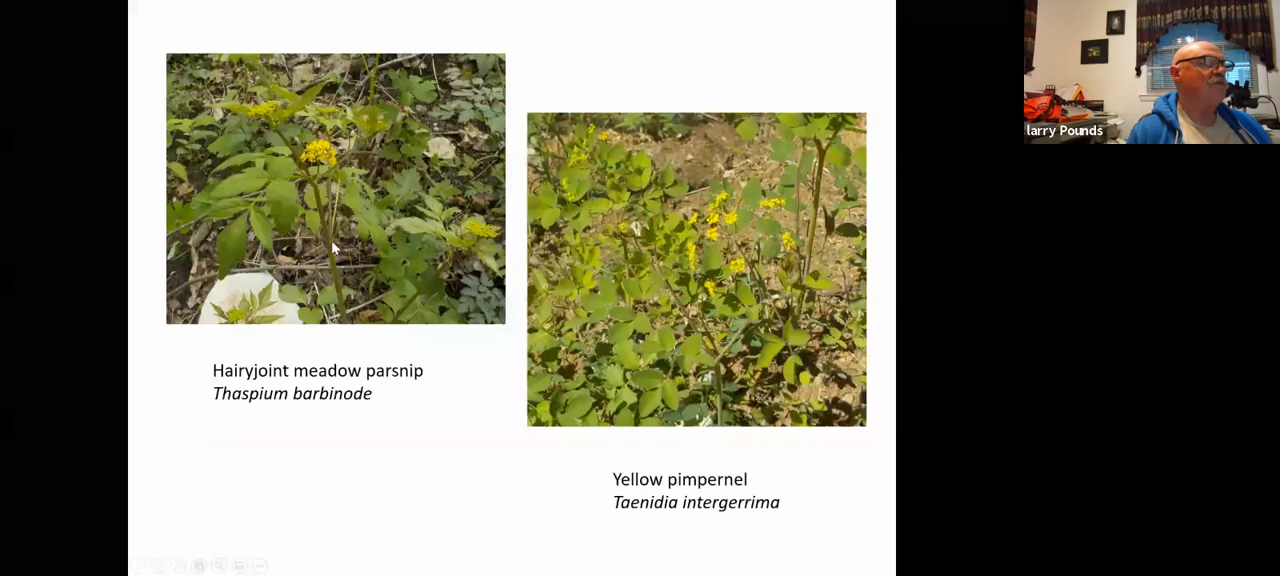 larry Pounds
Hairyjoint meadow parsnip
Thaspium barbinode
Yellow pimpernel
Taenidia intergerrima